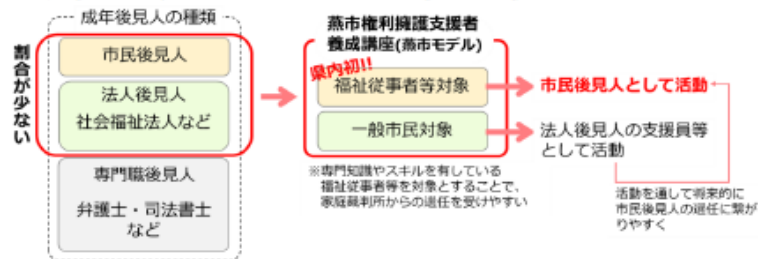 成年後見人の種類
割合が少ない
市民後見人
法人後見人
社会福祉法人など
専門職後見人
弁護士・司法書士
など
燕市権利擁護支援者
養成講座(燕市モデル)
県内初!!
福祉従事者等対象
一般市民対象
※専門知識やスキルを有している
福祉従事者等を対象とすることで、
家庭裁判所からの選任を受けやすい
市民後見人として活動
法人後見人の支援員等
として活動
活動を通して将来的に
市民後見人の選任に繋が
りやすく